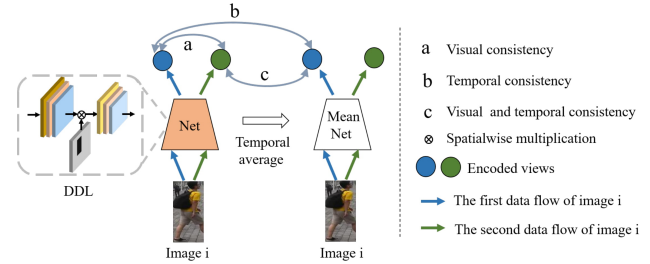 b
a
c
Net
Mean
Net
Temporal
average
DDL
Image i
Image i
a Visual consistency
b Temporal consistency
c Visual and temporal consistency
⊗ Spatialwise multiplication
Encoded views
The first data flow of image i
The second data flow of image i